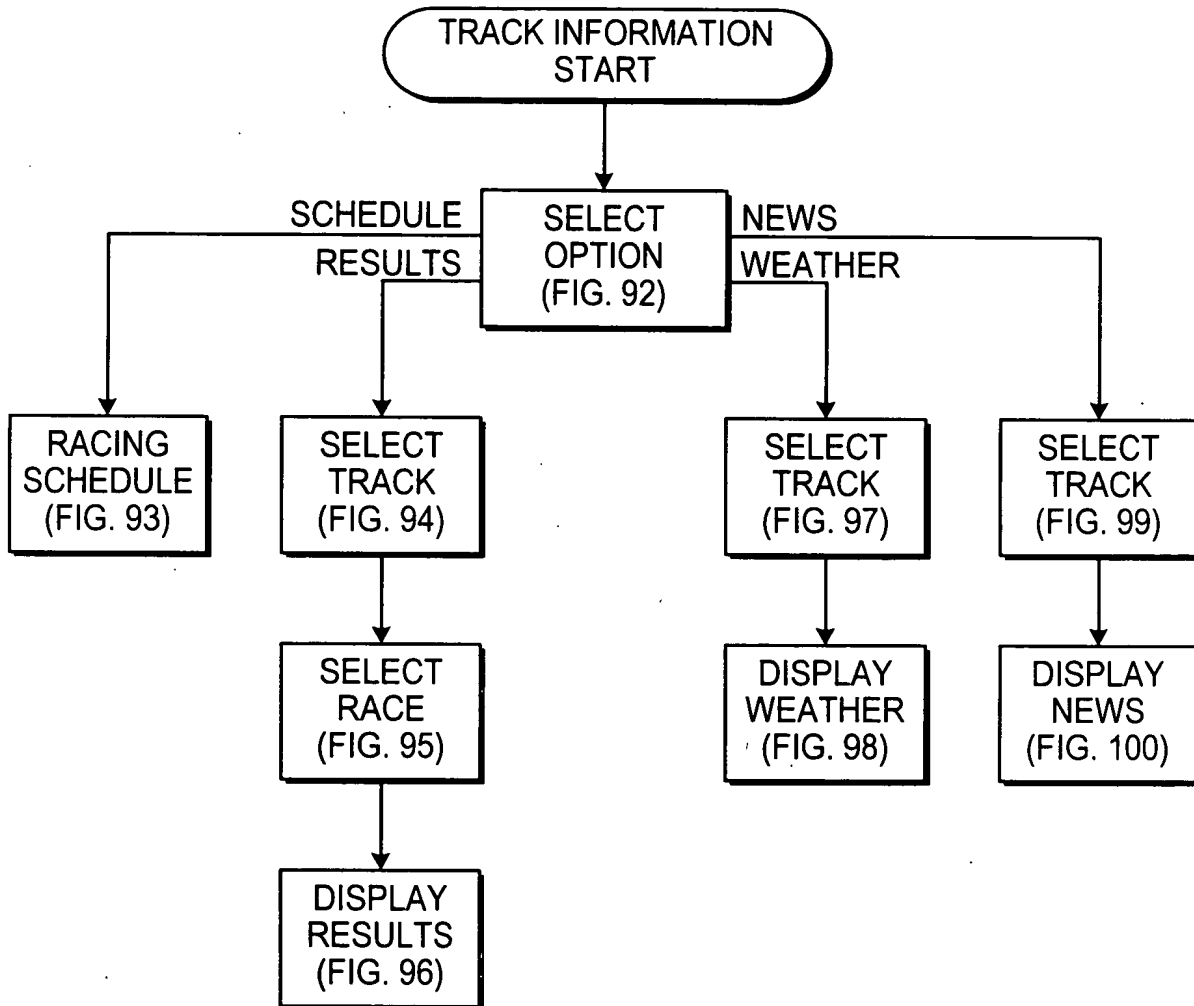 TRACK INFORMATION
START
SCHEDULE
RESULTS
SELECT
OPTION
(FIG. 92)
NEWS
WEATHER
RACING
SCHEDULE
(FIG. 93)
SELECT
TRACK
(FIG. 94)
SELECT
TRACK
(FIG. 97)
SELECT
TRACK
(FIG. 99)
SELECT
RACE
(FIG. 95)
DISPLAY
WEATHER
(FIG. 98)
DISPLAY
NEWS
(FIG. 100)
DISPLAY
RESULTS
(FIG. 96)